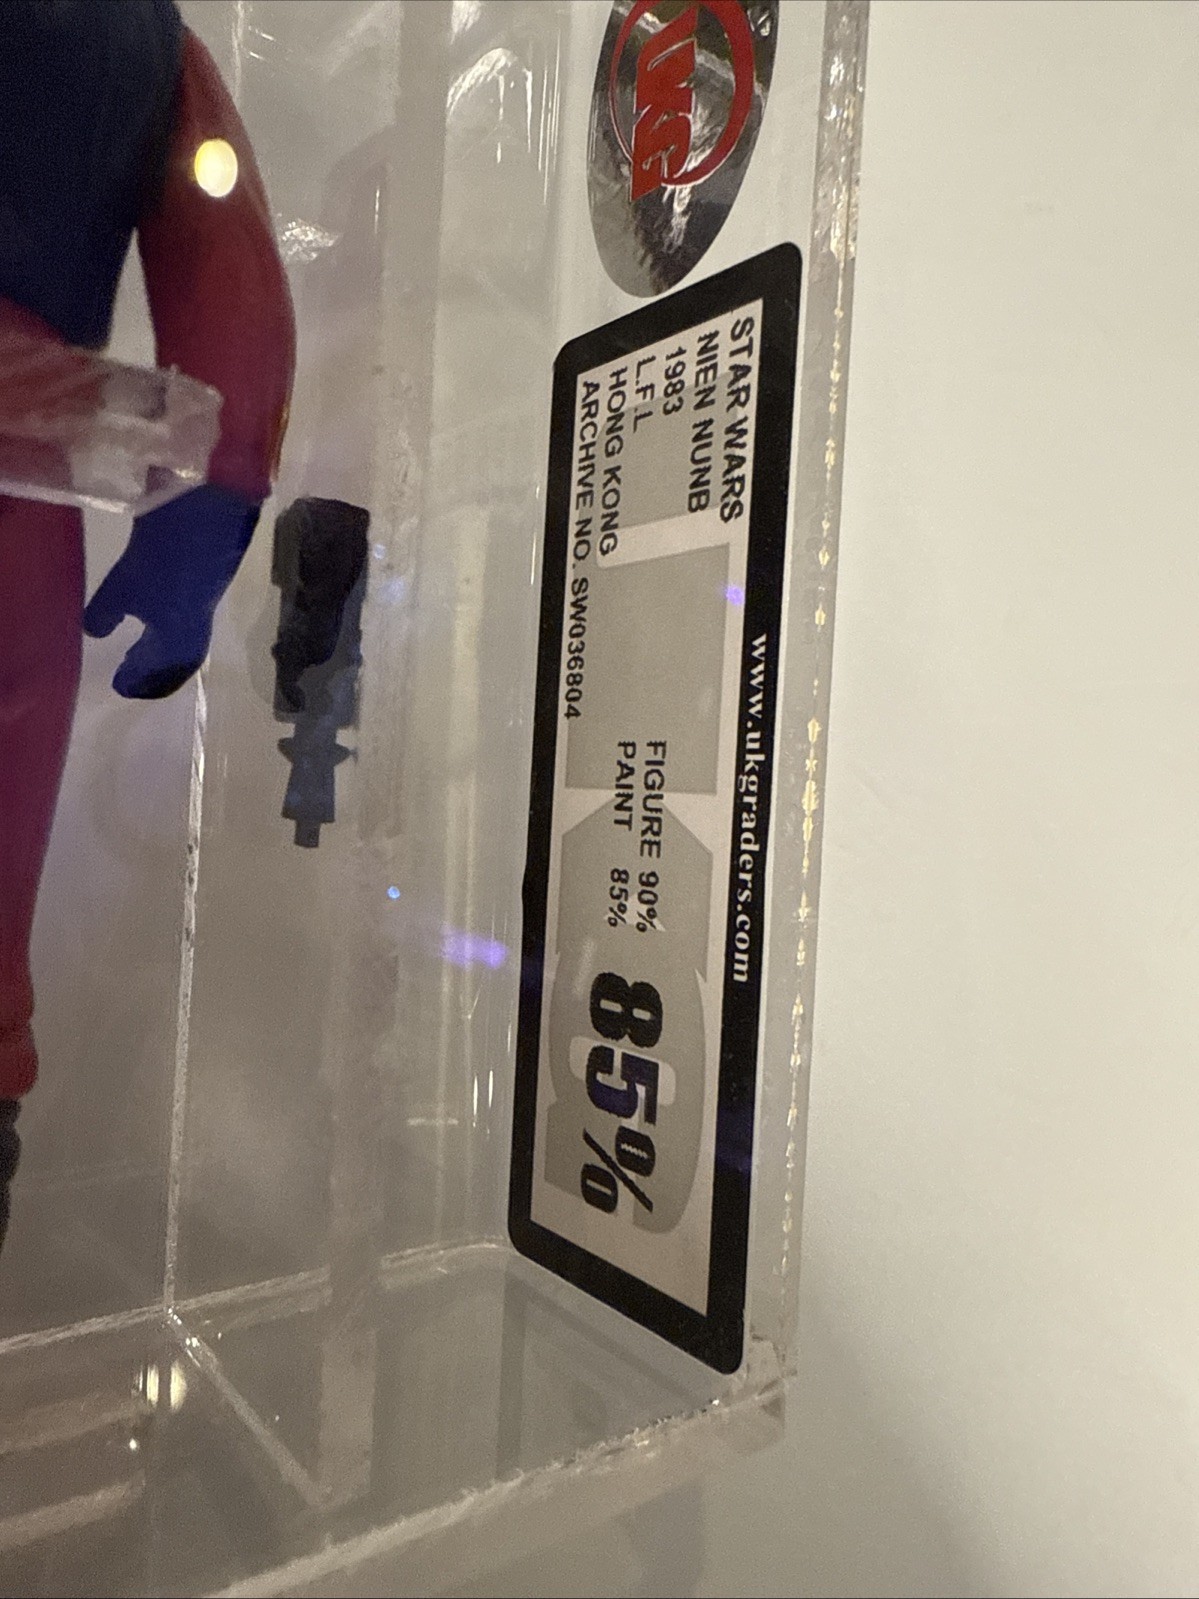 UKG
STAR WARS
NIEN NUNB
1983
L.F.L
HONG KONG
ARCHIVE NO. SW036804
FIGURE 90%
PAINT 85%
85%
www.ukgraders.com